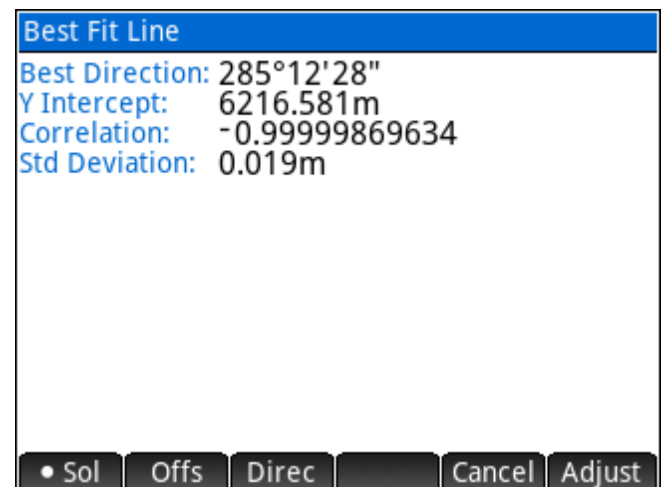 Best Fit Line
Best Direction: 285°12'28"
Y Intercept: 6216.581m
Correlation: -0.99999869634
Std Deviation: 0.019m
• Sol Offs Direc Cancel Adjust